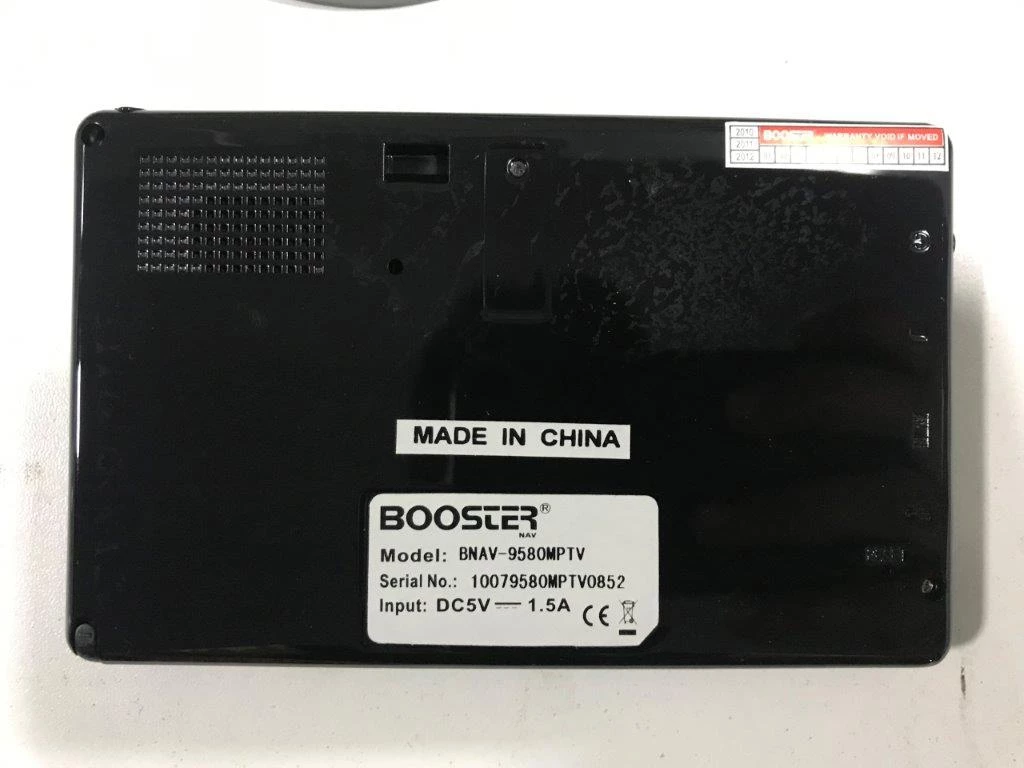 2010 BOOSTER WARRANTY VOID IF MOVED
2011
2012 09 10 11 12
RESET
MADE IN CHINA
BOOSTER®
NAV
Model: BNAV-9580MPTV
Serial No.: 10079580MPTV0852
Input: DC5V 1.5A CE